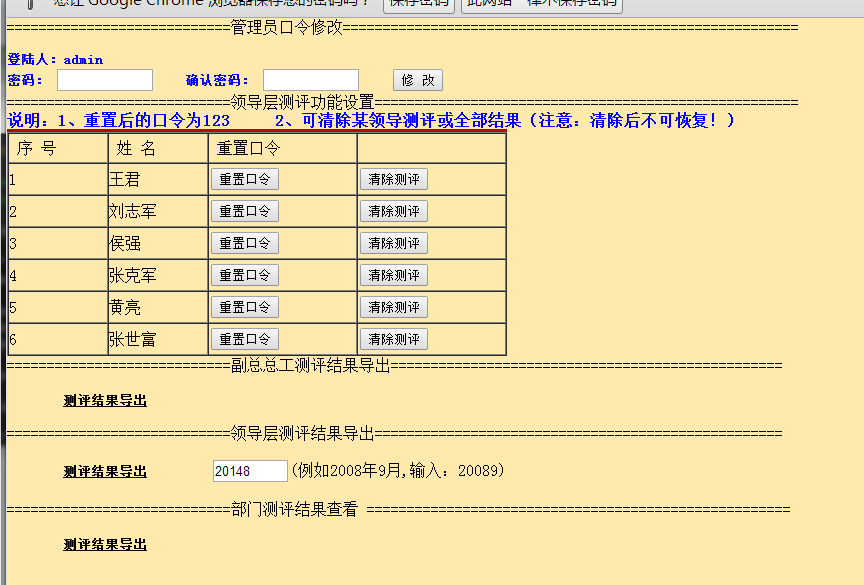 想让 Google Chrome 浏览器保存您的密码吗? 保存密码 此网站一律不保存密码
============================管理员口令修改=========================================================
登陆人：admin
密码： 确认密码： 修 改
============================领导层测评功能设置=====================================================
说明：1、重置后的口令为123 2、可清除某领导测评或全部结果（注意：清除后不可恢复！）
序 号 姓 名 重置口令
1 王君 重置口令 清除测评
2 刘志军 重置口令 清除测评
3 侯强 重置口令 清除测评
4 张克军 重置口令 清除测评
5 黄亮 重置口令 清除测评
6 张世富 重置口令 清除测评
============================副总总工测评结果导出=================================================
测评结果导出
============================领导层测评结果导出===================================================
测评结果导出 20148 (例如2008年9月,输入：20089)
============================部门测评结果查看 =====================================================
测评结果导出